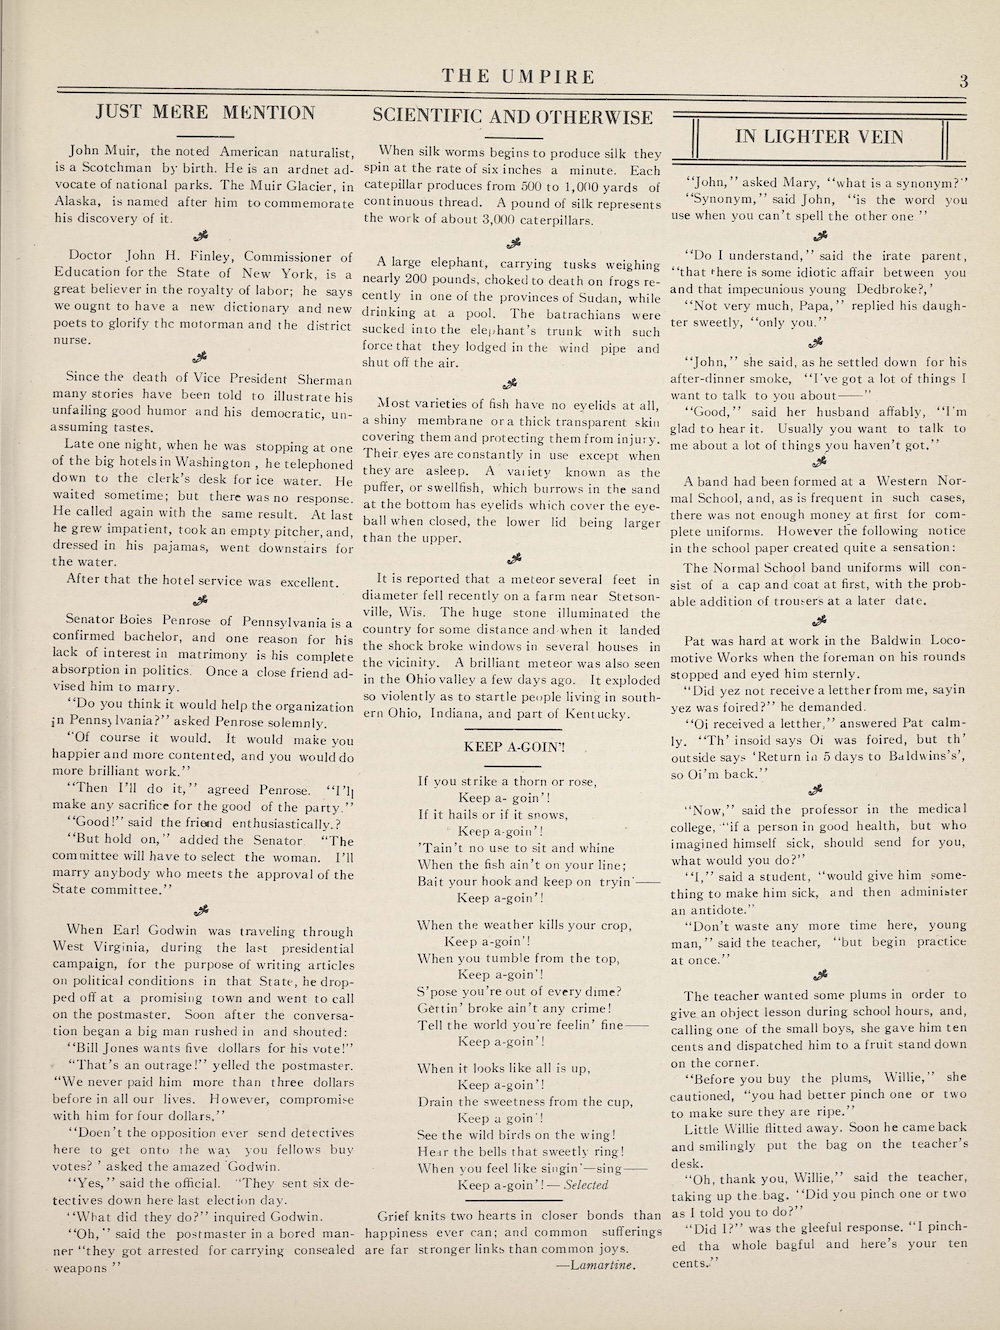 THE UMPIRE
3
JUST MERE MENTION
John Muir, the noted American naturalist,
is a Scotchman by birth. He is an ardnet ad-
vocate of national parks. The Muir Glacier, in
Alaska, is named after him to commemorate
his discovery of it.
Doctor John H. Finley, Commissioner of
Education for the State of New York, is a
great believer in the royalty of labor; he says
we ougnt to have a new dictionary and new
poets to glorify the motorman and the district
nurse.
Since the death of Vice President Sherman
many stories have been told to illustrate his
unfailing good humor and his democratic, un-
assuming tastes.
Late one night, when he was stopping at one
of the big hotels in Washington , he telephoned
down to the clerk's desk for ice water. He
waited sometime; but there was no response.
He called again with the same result. At last
he grew impatient, took an empty pitcher, and,
dressed in his pajamas, went downstairs for
the water.
After that the hotel service was excellent.
Senator Boies Penrose of Pennsylvania is a
confirmed bachelor, and one reason for his
lack of interest in matrimony is his complete
absorption in politics. Once a close friend ad-
vised him to marry.
"Do you think it would help the organization
in Pennsylvania?" asked Penrose solemnly.
"Of course it would. It would make you
happier and more contented, and you would do
more brilliant work."
"Then I'll do it," agreed Penrose. "I'll
make any sacrifice for the good of the party."
"Good!" said the friend enthusiastically.?
"But hold on," added the Senator "The
committee will have to select the woman. I'll
marry anybody who meets the approval of the
State committee."
When Earl Godwin was traveling through
West Virginia, during the last presidential
campaign, for the purpose of writing articles
on political conditions in that State, he drop-
ped off at a promising town and went to call
on the postmaster. Soon after the conversa-
tion began a big man rushed in and shouted:
"Bill Jones wants five dollars for his vote!"
"That's an outrage!" yelled the postmaster.
"We never paid him more than three dollars
before in all our lives. However, compromise
with him for four dollars."
"Doen't the opposition ever send detectives
here to get onto the way you fellows buy
votes? ' asked the amazed Godwin.
"Yes," said the official. "They sent six de-
tectives down here last election day.
"What did they do?" inquired Godwin.
"Oh," said the postmaster in a bored man-
ner "they got arrested for carrying consealed
weapons "
SCIENTIFIC AND OTHERWISE
When silk worms begins to produce silk they
spin at the rate of six inches a minute. Each
catepillar produces from 500 to 1,000 yards of
continuous thread. A pound of silk represents
the work of about 3,000 caterpillars.
A large elephant, carrying tusks weighing
nearly 200 pounds, choked to death on frogs re-
cently in one of the provinces of Sudan, while
drinking at a pool. The batrachians were
sucked into the elephant's trunk with such
force that they lodged in the wind pipe and
shut off the air.
Most varieties of fish have no eyelids at all,
a shiny membrane or a thick transparent skin
covering them and protecting them from injury.
Their eyes are constantly in use except when
they are asleep. A variety known as the
puffer, or swellfish, which burrows in the sand
at the bottom has eyelids which cover the eye-
ball when closed, the lower lid being larger
than the upper.
It is reported that a meteor several feet in
diameter fell recently on a farm near Stetson-
ville, Wis. The huge stone illuminated the
country for some distance and when it landed
the shock broke windows in several houses in
the vicinity. A brilliant meteor was also seen
in the Ohio valley a few days ago. It exploded
so violently as to startle people living in south-
ern Ohio, Indiana, and part of Kentucky.
KEEP A-GOIN'!
If you strike a thorn or rose,
Keep a- goin'!
If it hails or if it snows,
Keep a-goin'!
'Tain't no use to sit and whine
When the fish ain't on your line;
Bait your hook and keep on tryin'——
Keep a-goin'!
When the weather kills your crop,
Keep a-goin'!
When you tumble from the top,
Keep a-goin'!
S'pose you're out of every dime?
Gettin' broke ain't any crime!
Tell the world you're feelin' fine——
Keep a-goin'!
When it looks like all is up,
Keep a-goin'!
Drain the sweetness from the cup,
Keep a goin'!
See the wild birds on the wing!
Hear the bells that sweetly ring!
When you feel like singin'—sing——
Keep a-goin'!—Selected
Grief knits two hearts in closer bonds than
happiness ever can; and common sufferings
are far stronger links than common joys.
—Lamartine.
IN LIGHTER VEIN
"John," asked Mary, "what is a synonym?"
"Synonym," said John, "is the word you
use when you can't spell the other one "
"Do I understand," said the irate parent,
"that there is some idiotic affair between you
and that impecunious young Dedbroke?,'
"Not very much, Papa," replied his daugh-
ter sweetly, "only you."
"John," she said, as he settled down for his
after-dinner smoke, "I've got a lot of things I
want to talk to you about——"
"Good," said her husband affably, "I'm
glad to hear it. Usually you want to talk to
me about a lot of things you haven't got."
A band had been formed at a Western Nor-
mal School, and, as is frequent in such cases,
there was not enough money at first for com-
plete uniforms. However the following notice
in the school paper created quite a sensation:
The Normal School band uniforms will con-
sist of a cap and coat at first, with the prob-
able addition of trousers at a later date.
Pat was hard at work in the Baldwin Loco-
motive Works when the foreman on his rounds
stopped and eyed him sternly.
"Did yez not receive a letther from me, sayin
yez was foired?" he demanded.
"Oi received a letther," answered Pat calm-
ly. "Th' insoid says Oi was foired, but th'
outside says 'Return in 5 days to Baldwins's',
so Oi'm back."
"Now," said the professor in the medical
college, "if a person in good health, but who
imagined himself sick, should send for you,
what would you do?"
"I," said a student, "would give him some-
thing to make him sick, and then administer
an antidote."
"Don't waste any more time here, young
man," said the teacher, "but begin practice
at once."
The teacher wanted some plums in order to
give an object lesson during school hours, and,
calling one of the small boys, she gave him ten
cents and dispatched him to a fruit stand down
on the corner.
"Before you buy the plums, Willie," she
cautioned, "you had better pinch one or two
to make sure they are ripe."
Little Willie flitted away. Soon he came back
and smilingly put the bag on the teacher's
desk.
"Oh, thank you, Willie," said the teacher,
taking up the bag. "Did you pinch one or two
as I told you to do?"
"Did I?" was the gleeful response. "I pinch-
ed tha whole bagful and here's your ten
cents."